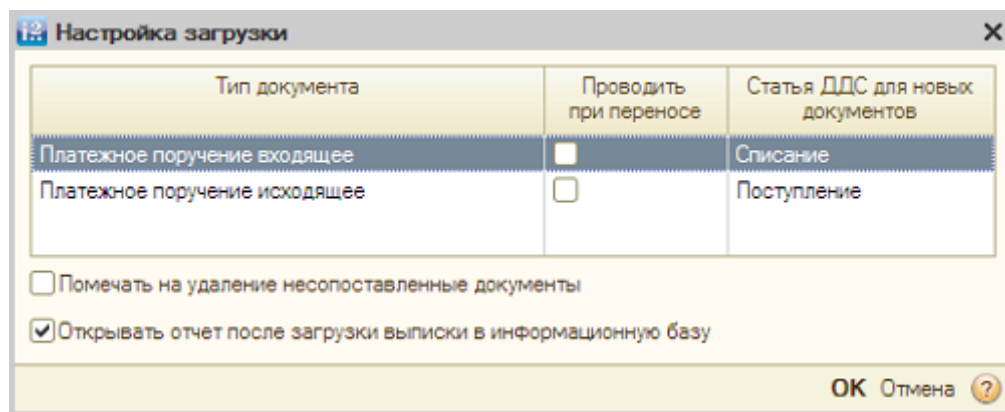 Настройка загрузки
Тип документа
Проводить
при переносе
Статья ДДС для новых
документов
Платежное поручение входящее
Списание
Платежное поручение исходящее
Поступление
Помечать на удаление несопоставленные документы
Открывать отчет после загрузки выписки в информационную базу
OK Отмена ?